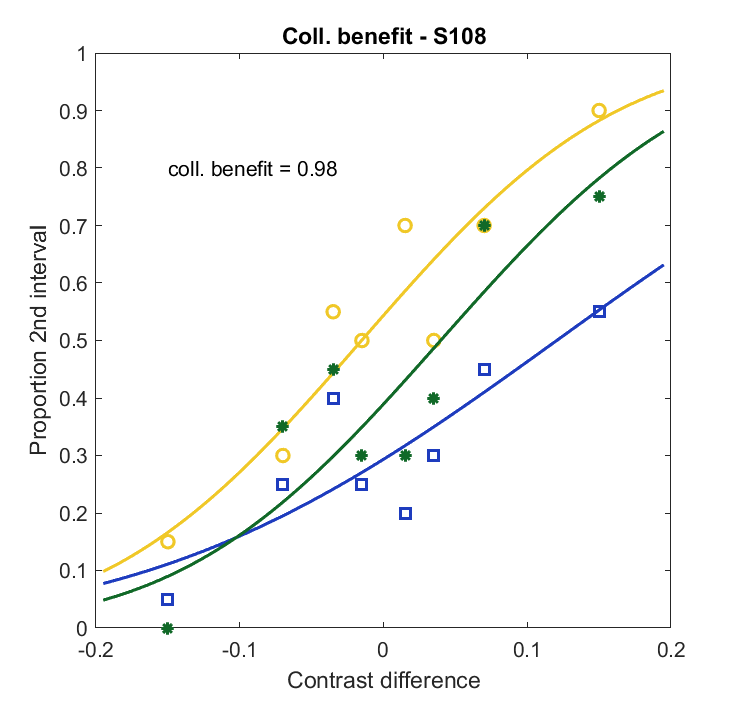 Coll. benefit - S108
1
0.9
0.8
0.7
0.6
0.5
0.4
0.3
0.2
0.1
0
coll. benefit = 0.98
Proportion 2nd interval
-0.2 -0.1 0 0.1 0.2
Contrast difference